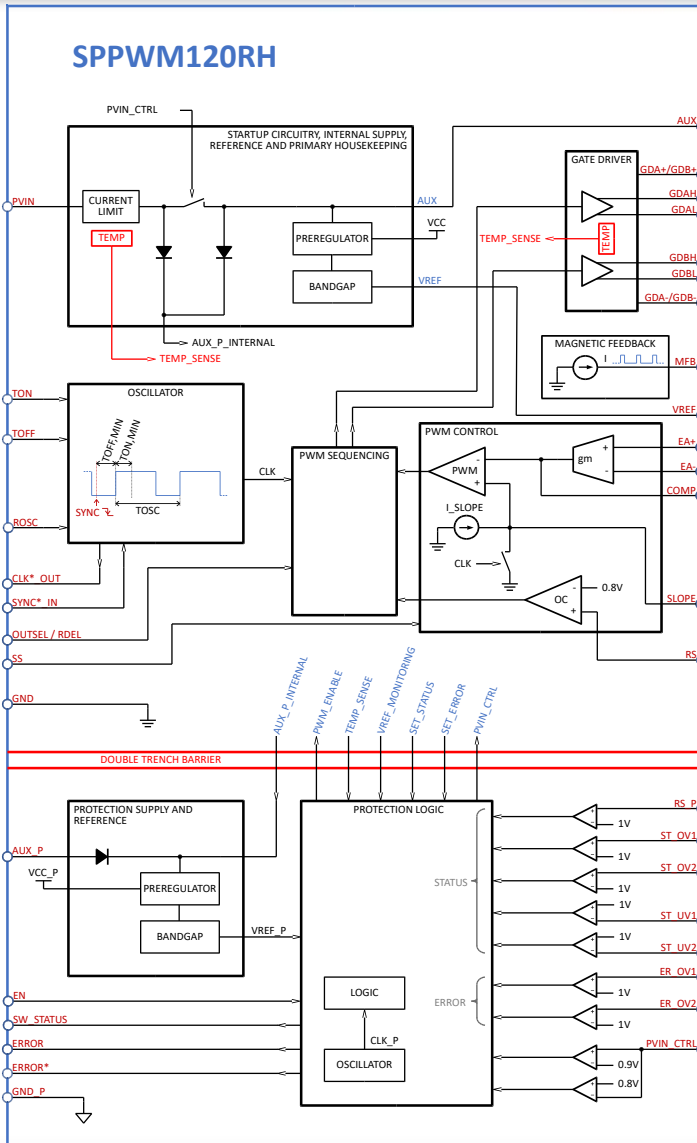 SPPWM120RH
PVIN_CTRL
STARTUP CIRCUITRY, INTERNAL SUPPLY,
REFERENCE AND PRIMARY HOUSEKEEPING
AUX
GATE DRIVER
GDA+/GDB+
PVIN
CURRENT
LIMIT
AUX
GDAH
GDAL
VCC
TEMP
PREREGULATOR
TEMP_SENSE
TEMP
GDBH
GDBL
BANDGAP
VREF
GDA-/GDB-
AUX_P_INTERNAL
TEMP_SENSE
MAGNETIC FEEDBACK
I
MFB
TON
OSCILLATOR
VREF
TOFF
TOFF,MIN
TON,MIN
PWM CONTROL
EA+
PWM SEQUENCING
+
gm
-
EA-
CLK
-
PWM
+
COMP
SYNC
TOSC
I_SLOPE
ROSC
CLK
CLK*_OUT
0.8V
-
OC
+
SYNC*_IN
SLOPE
OUTSEL / RDEL
SS
RS
GND
AUX_P_INTERNAL
PWM_ENABLE
TEMP_SENSE
VREF_MONITORING
SET_STATUS
SET_ERROR
PVIN_CTRL
DOUBLE TRENCH BARRIER
PROTECTION SUPPLY AND
REFERENCE
PROTECTION LOGIC
RS_P
+
-
1V
ST_OV1
+
-
1V
AUX_P
VCC_P
PREREGULATOR
STATUS
ST_OV2
+
-
1V
1V
+
-
ST_UV1
BANDGAP
VREF_P
1V
+
-
ST_UV2
ER_OV1
+
-
1V
EN
LOGIC
ERROR
ER_OV2
+
-
1V
SW_STATUS
ERROR
CLK_P
PVIN_CTRL
+
-
0.9V
OSCILLATOR
ERROR*
+
-
0.8V
GND_P